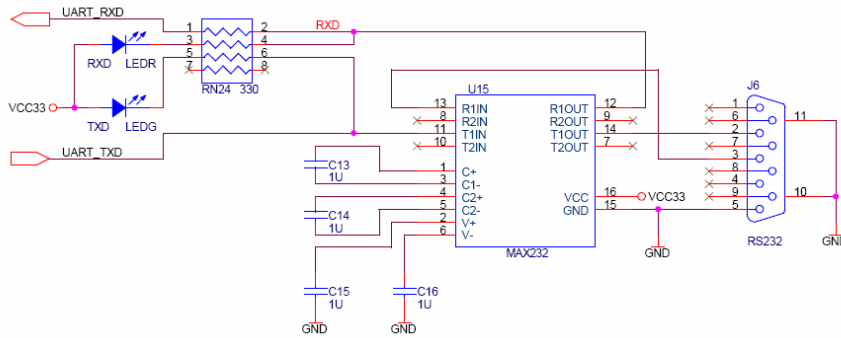 UART_RXD
1 2 RXD
3 4
RXD LEDR 5 6
7 8
RN24 330
VCC33
TXD LEDG
UART_TXD
U15
J6
13 R1IN R1OUT 12
8 R2IN R2OUT 9
11 T1IN T1OUT 14
10 T2IN T2OUT 7
1 C+
3 C1-
4 C2+
5 C2-
2 V+
6 V-
VCC 16 VCC33
GND 15
MAX232
C13
1U
C14
1U
C15
1U
C16
1U
GND
GND
GND
1
6
2
7
3
8
4
9
5
11
10
RS232
GND